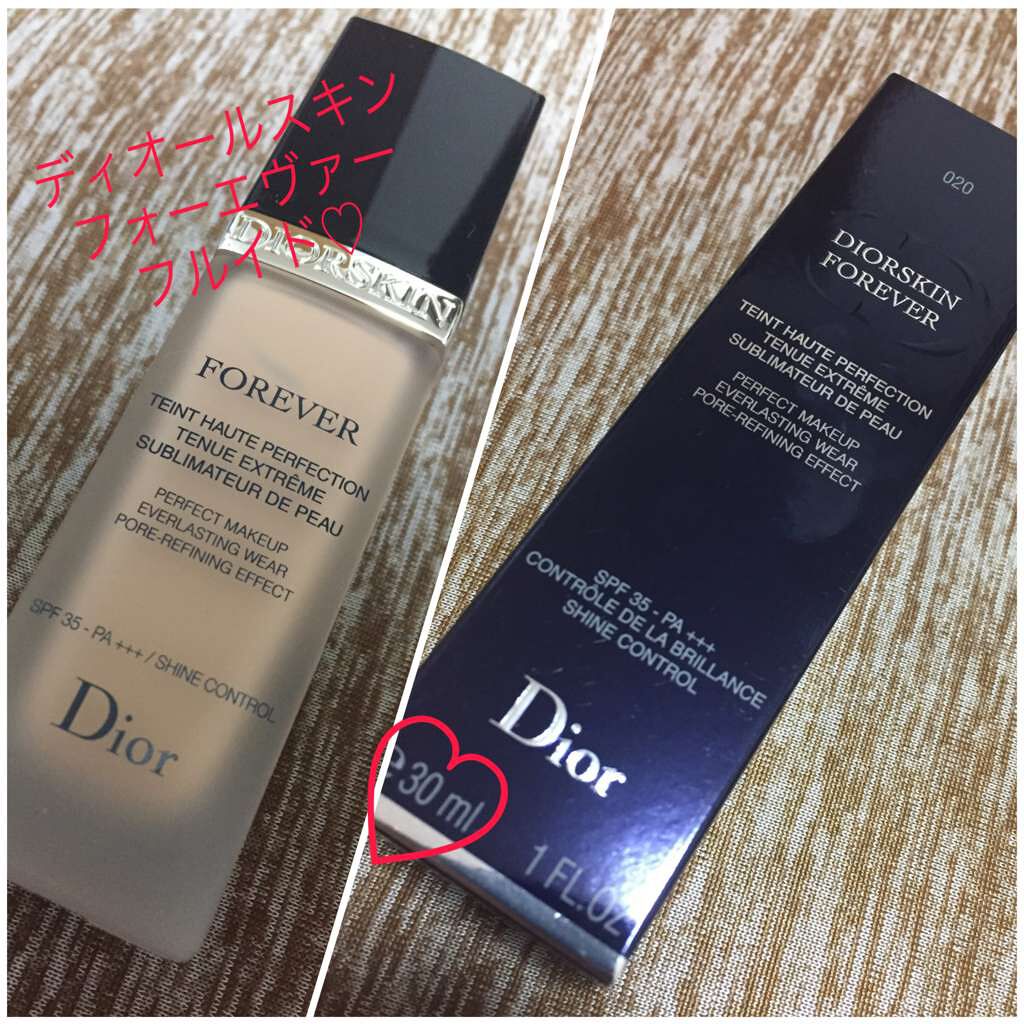 ディオールスキン
フォーエヴァー
フルイド♡
DIORSKIN
FOREVER
TEINT HAUTE PERFECTION
TENUE EXTRÊME
SUBLIMATEUR DE PEAU
PERFECT MAKEUP
EVERLASTING WEAR
PORE-REFINING EFFECT
SPF 35 - PA +++ / SHINE CONTROL
Dior
020
DIORSKIN
FOREVER
TEINT HAUTE PERFECTION
TENUE EXTRÊME
SUBLIMATEUR DE PEAU
PERFECT MAKEUP
EVERLASTING WEAR
PORE-REFINING EFFECT
SPF 35 - PA +++
CONTRÔLE DE LA BRILLANCE
SHINE CONTROL
Dior
e 30 ml
1 FL.OZ